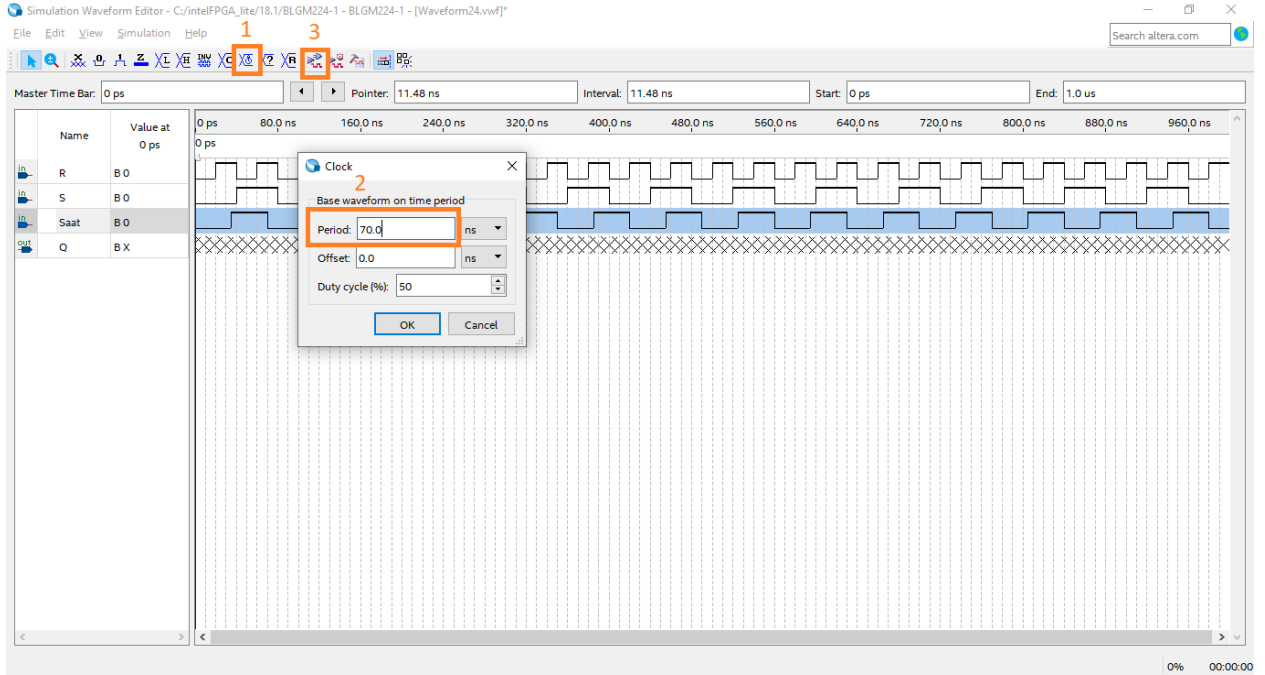 Simulation Waveform Editor - C:/intelFPGA_lite/18.1/BLGM224-1 - BLGM224-1 - [Waveform24.vwf]*
File Edit View Simulation Help
1
3
Search altera.com
Master Time Bar: 0 ps
Pointer: 11.48 ns
Interval: 11.48 ns
Start: 0 ps
End: 1.0 us
Name
Value at
0 ps
0 ps 80.0 ns 160.0 ns 240.0 ns 320.0 ns 400.0 ns 480.0 ns 560.0 ns 640.0 ns 720.0 ns 800.0 ns 880.0 ns 960.0 ns
0 ps
in R B 0
in S B 0
in Saat B 0
out Q B X
Clock
2
Base waveform on time period
Period: 70.0 ns
Offset: 0.0 ns
Duty cycle (%): 50
OK Cancel
0% 00:00:00